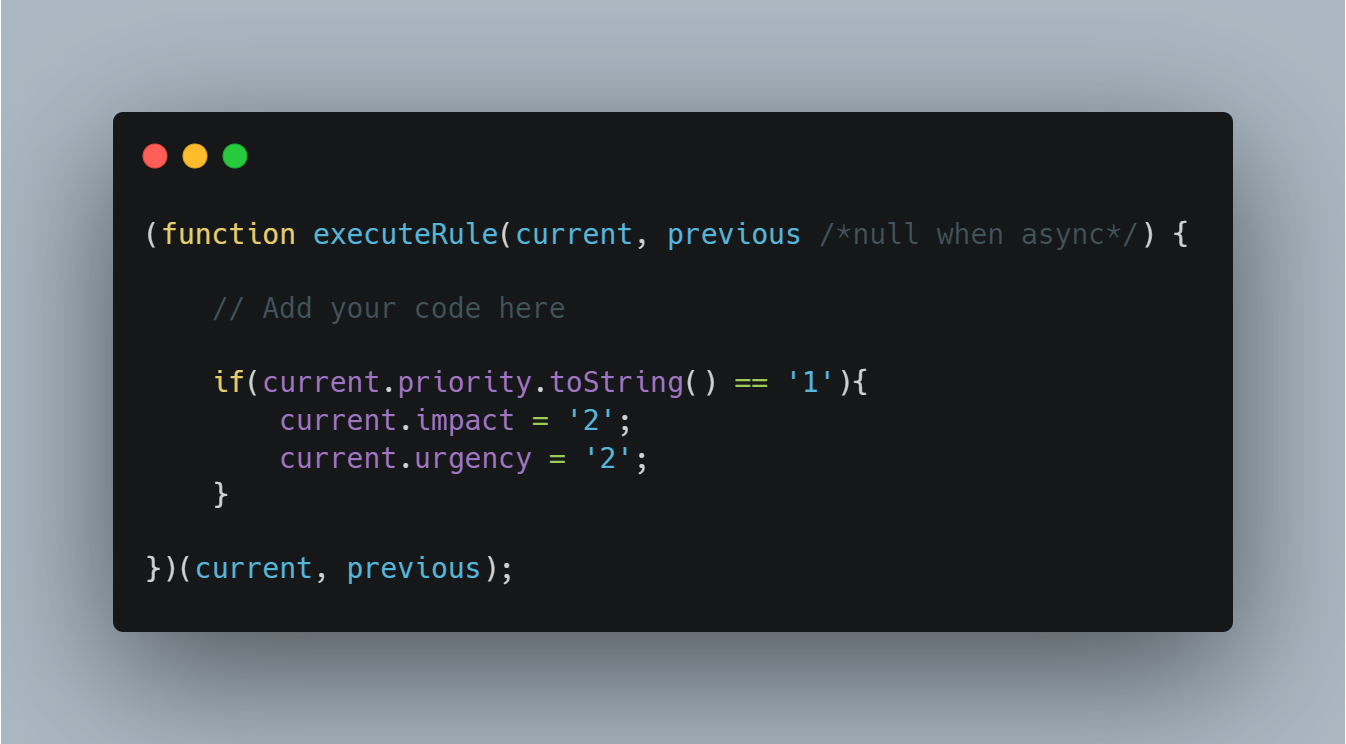 (function executeRule(current, previous /*null when async*/) {
// Add your code here
if(current.priority.toString() == '1'){
current.impact = '2';
current.urgency = '2';
}
})(current, previous);